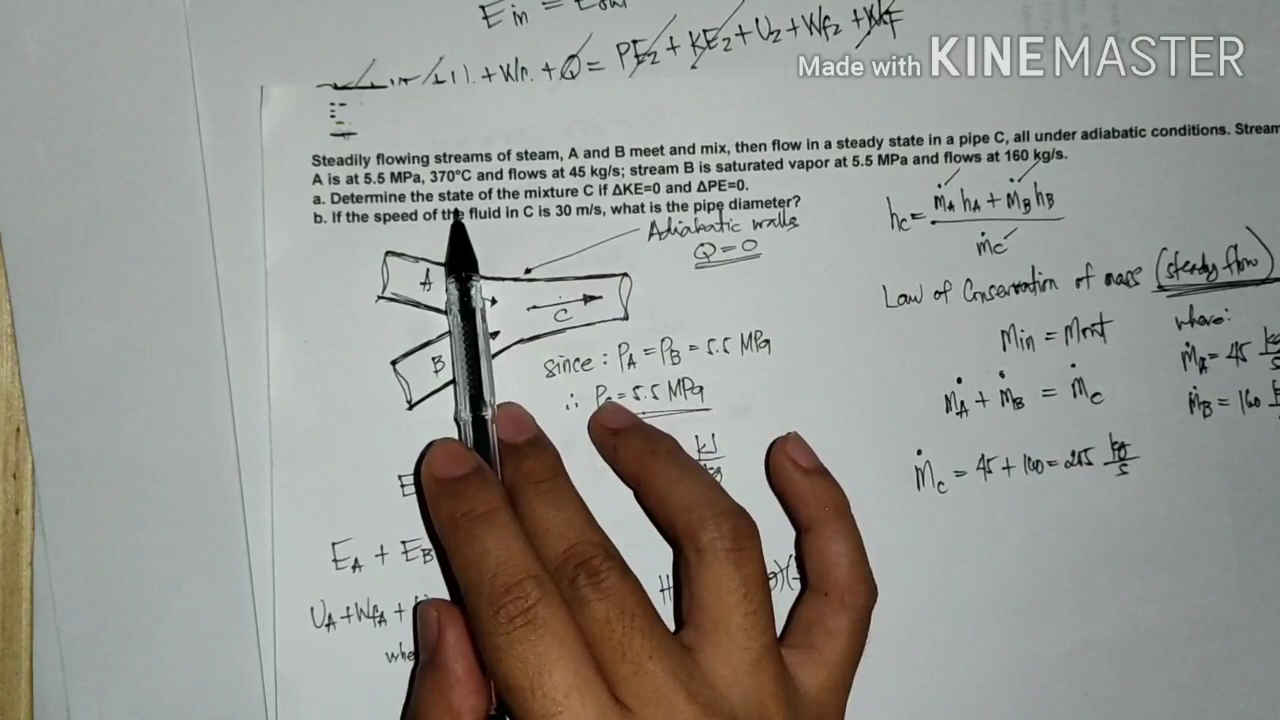 Ein = Eout
+ Q = PE2 + KE2 + U2 + Wf2 + WF
Made with KINEMASTER
Steadily flowing streams of steam, A and B meet and mix, then flow in a steady state in a pipe C, all under adiabatic conditions. Stream
A is at 5.5 MPa, 370°C and flows at 45 kg/s; stream B is saturated vapor at 5.5 MPa and flows at 160 kg/s.
a. Determine the state of the mixture C if ΔKE=0 and ΔPE=0.
b. If the speed of the fluid in C is 30 m/s, what is the pipe diameter?
Adiabatic walls
Q = 0
A
B
C
since : PA = PB = 5.5 MPa
∴ PC = 5.5 MPa
kJ
EA + EB
UA + WfA +
whe
H
hc = ṁA hA + ṁB hB / ṁc
Law of Conservation of mass (steady flow)
Min = Mout
ṁA + ṁB = ṁC
ṁC = 45 + 160 = 205 kg/s
where:
ṁA = 45 k
ṁB = 160